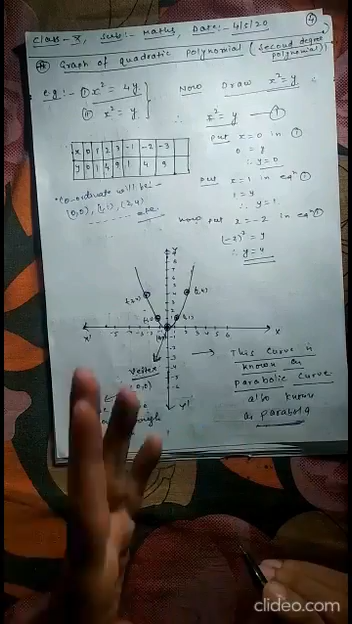 Class-X, Sub:- Maths, Date:- 4/5/20
4
Graph of quadratic Polynomial (Second degree polynomial)
e.g:- (i) x² = 4y
(ii) x² = y
Now Draw x² = y
x² = y — (1)
put x = 0 in (1)
0 = y
∴ y = 0
put x = 1 in eqⁿ (1)
1 = y
∴ y = 1
now put x = -2 in eqⁿ (1)
(-2)² = y
∴ y = 4
x 0 1 2 3 -1 -2 -3
y 0 1 4 9 1 4 9
Co-ordinate will be:-
(0,0), (1,1), (2,4)
y
x' x
y'
Vertex
(0,0)
→ This Curve is
known as
parabolic curve
also known
as parabola
clideo.com